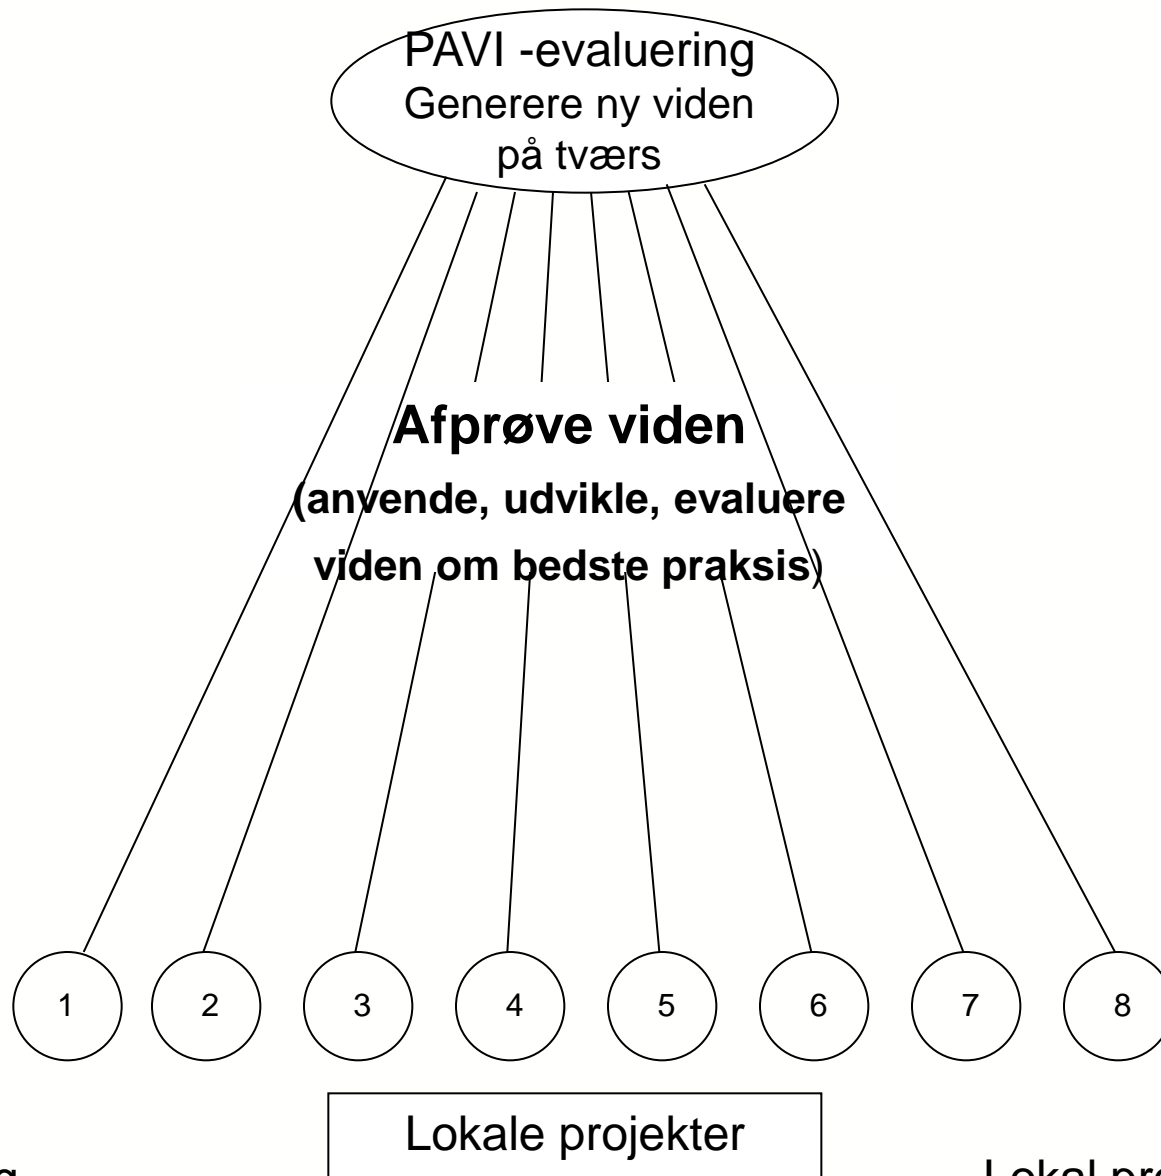 PAVI -evaluering
Generere ny viden
på tværs
Afprøve viden
(anvende, udvikle, evaluere
viden om bedste praksis)
1 2 3 4 5 6 7 8
Lokale projekter
Lokal